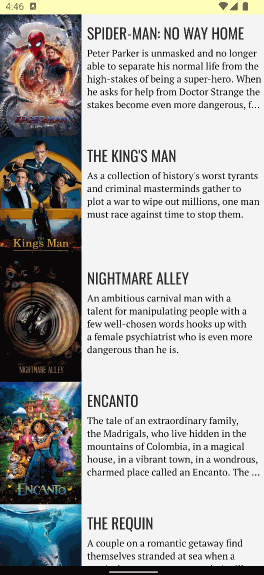 4:46
SPIDER-MAN: NO WAY HOME
Peter Parker is unmasked and no longer
able to separate his normal life from the
high-stakes of being a super-hero. When
he asks for help from Doctor Strange the
stakes become even more dangerous, f...
THE KING'S MAN
As a collection of history's worst tyrants
and criminal masterminds gather to
plot a war to wipe out millions, one man
must race against time to stop them.
King's Man
NIGHTMARE ALLEY
An ambitious carnival man with a
talent for manipulating people with a
few well-chosen words hooks up with
a female psychiatrist who is even more
dangerous than he is.
NIGHTMARE ALLEY
ENCANTO
The tale of an extraordinary family,
the Madrigals, who live hidden in the
mountains of Colombia, in a magical
house, in a vibrant town, in a wondrous,
charmed place called an Encanto. The ...
ENCANTO
THE REQUIN
A couple on a romantic getaway find
themselves stranded at sea when a